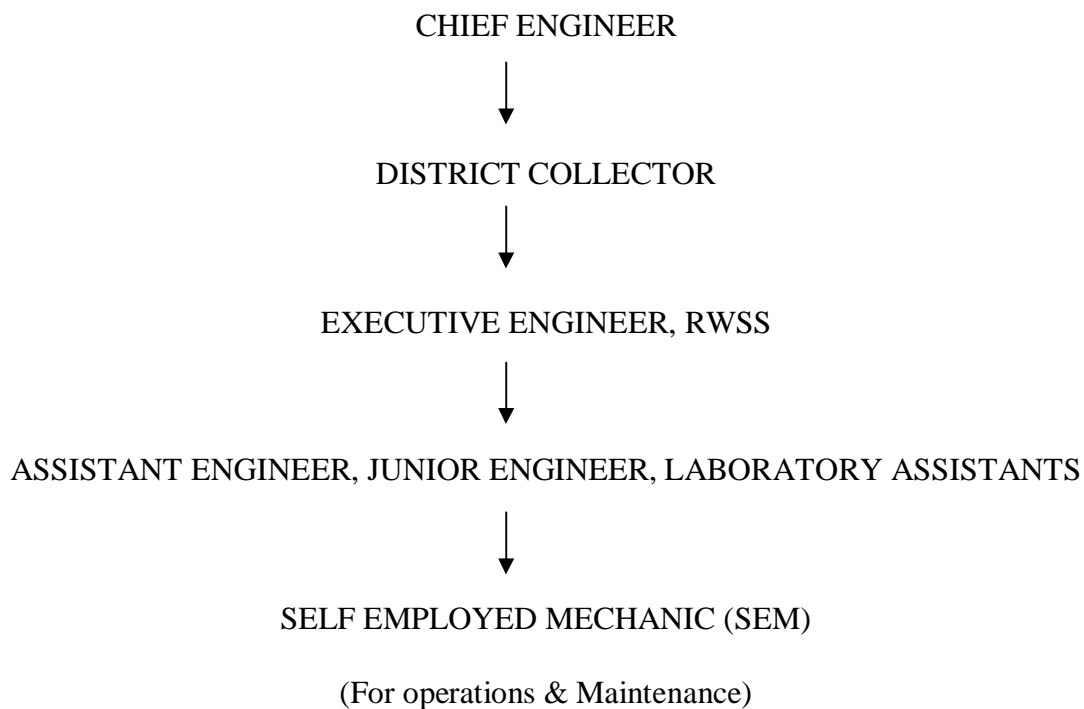 CHIEF ENGINEER
DISTRICT COLLECTOR
EXECUTIVE ENGINEER, RWSS
ASSISTANT ENGINEER, JUNIOR ENGINEER, LABORATORY ASSISTANTS
SELF EMPLOYED MECHANIC (SEM)
(For operations & Maintenance)